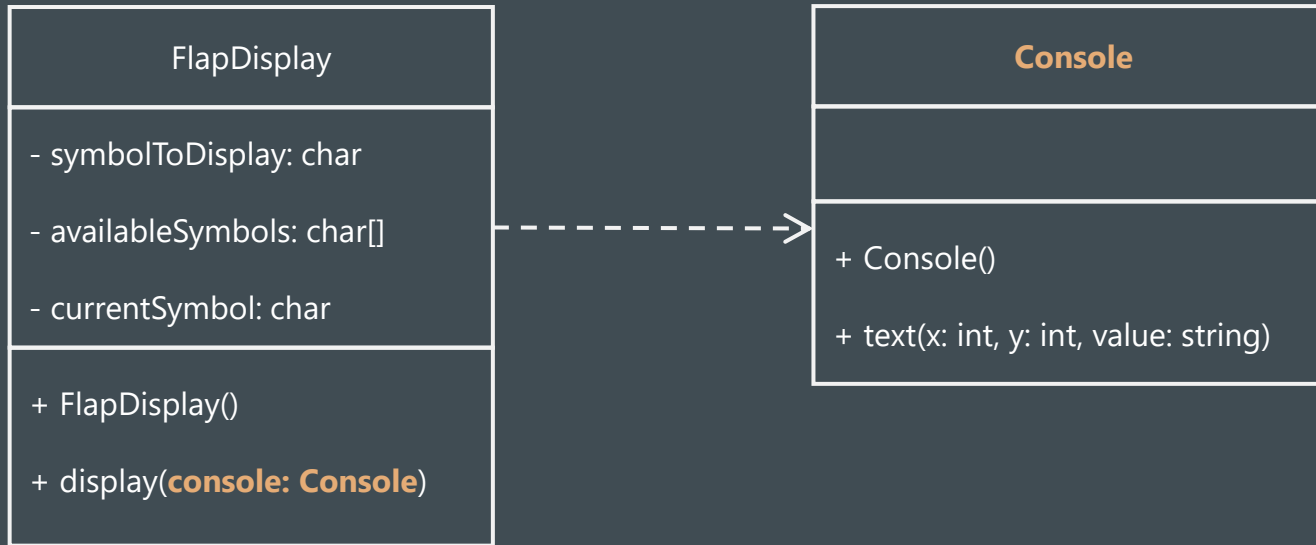 FlapDisplay
- symbolToDisplay: char
- availableSymbols: char[]
- currentSymbol: char
+ FlapDisplay()
+ display(console: Console)
Console
+ Console()
+ text(x: int, y: int, value: string)